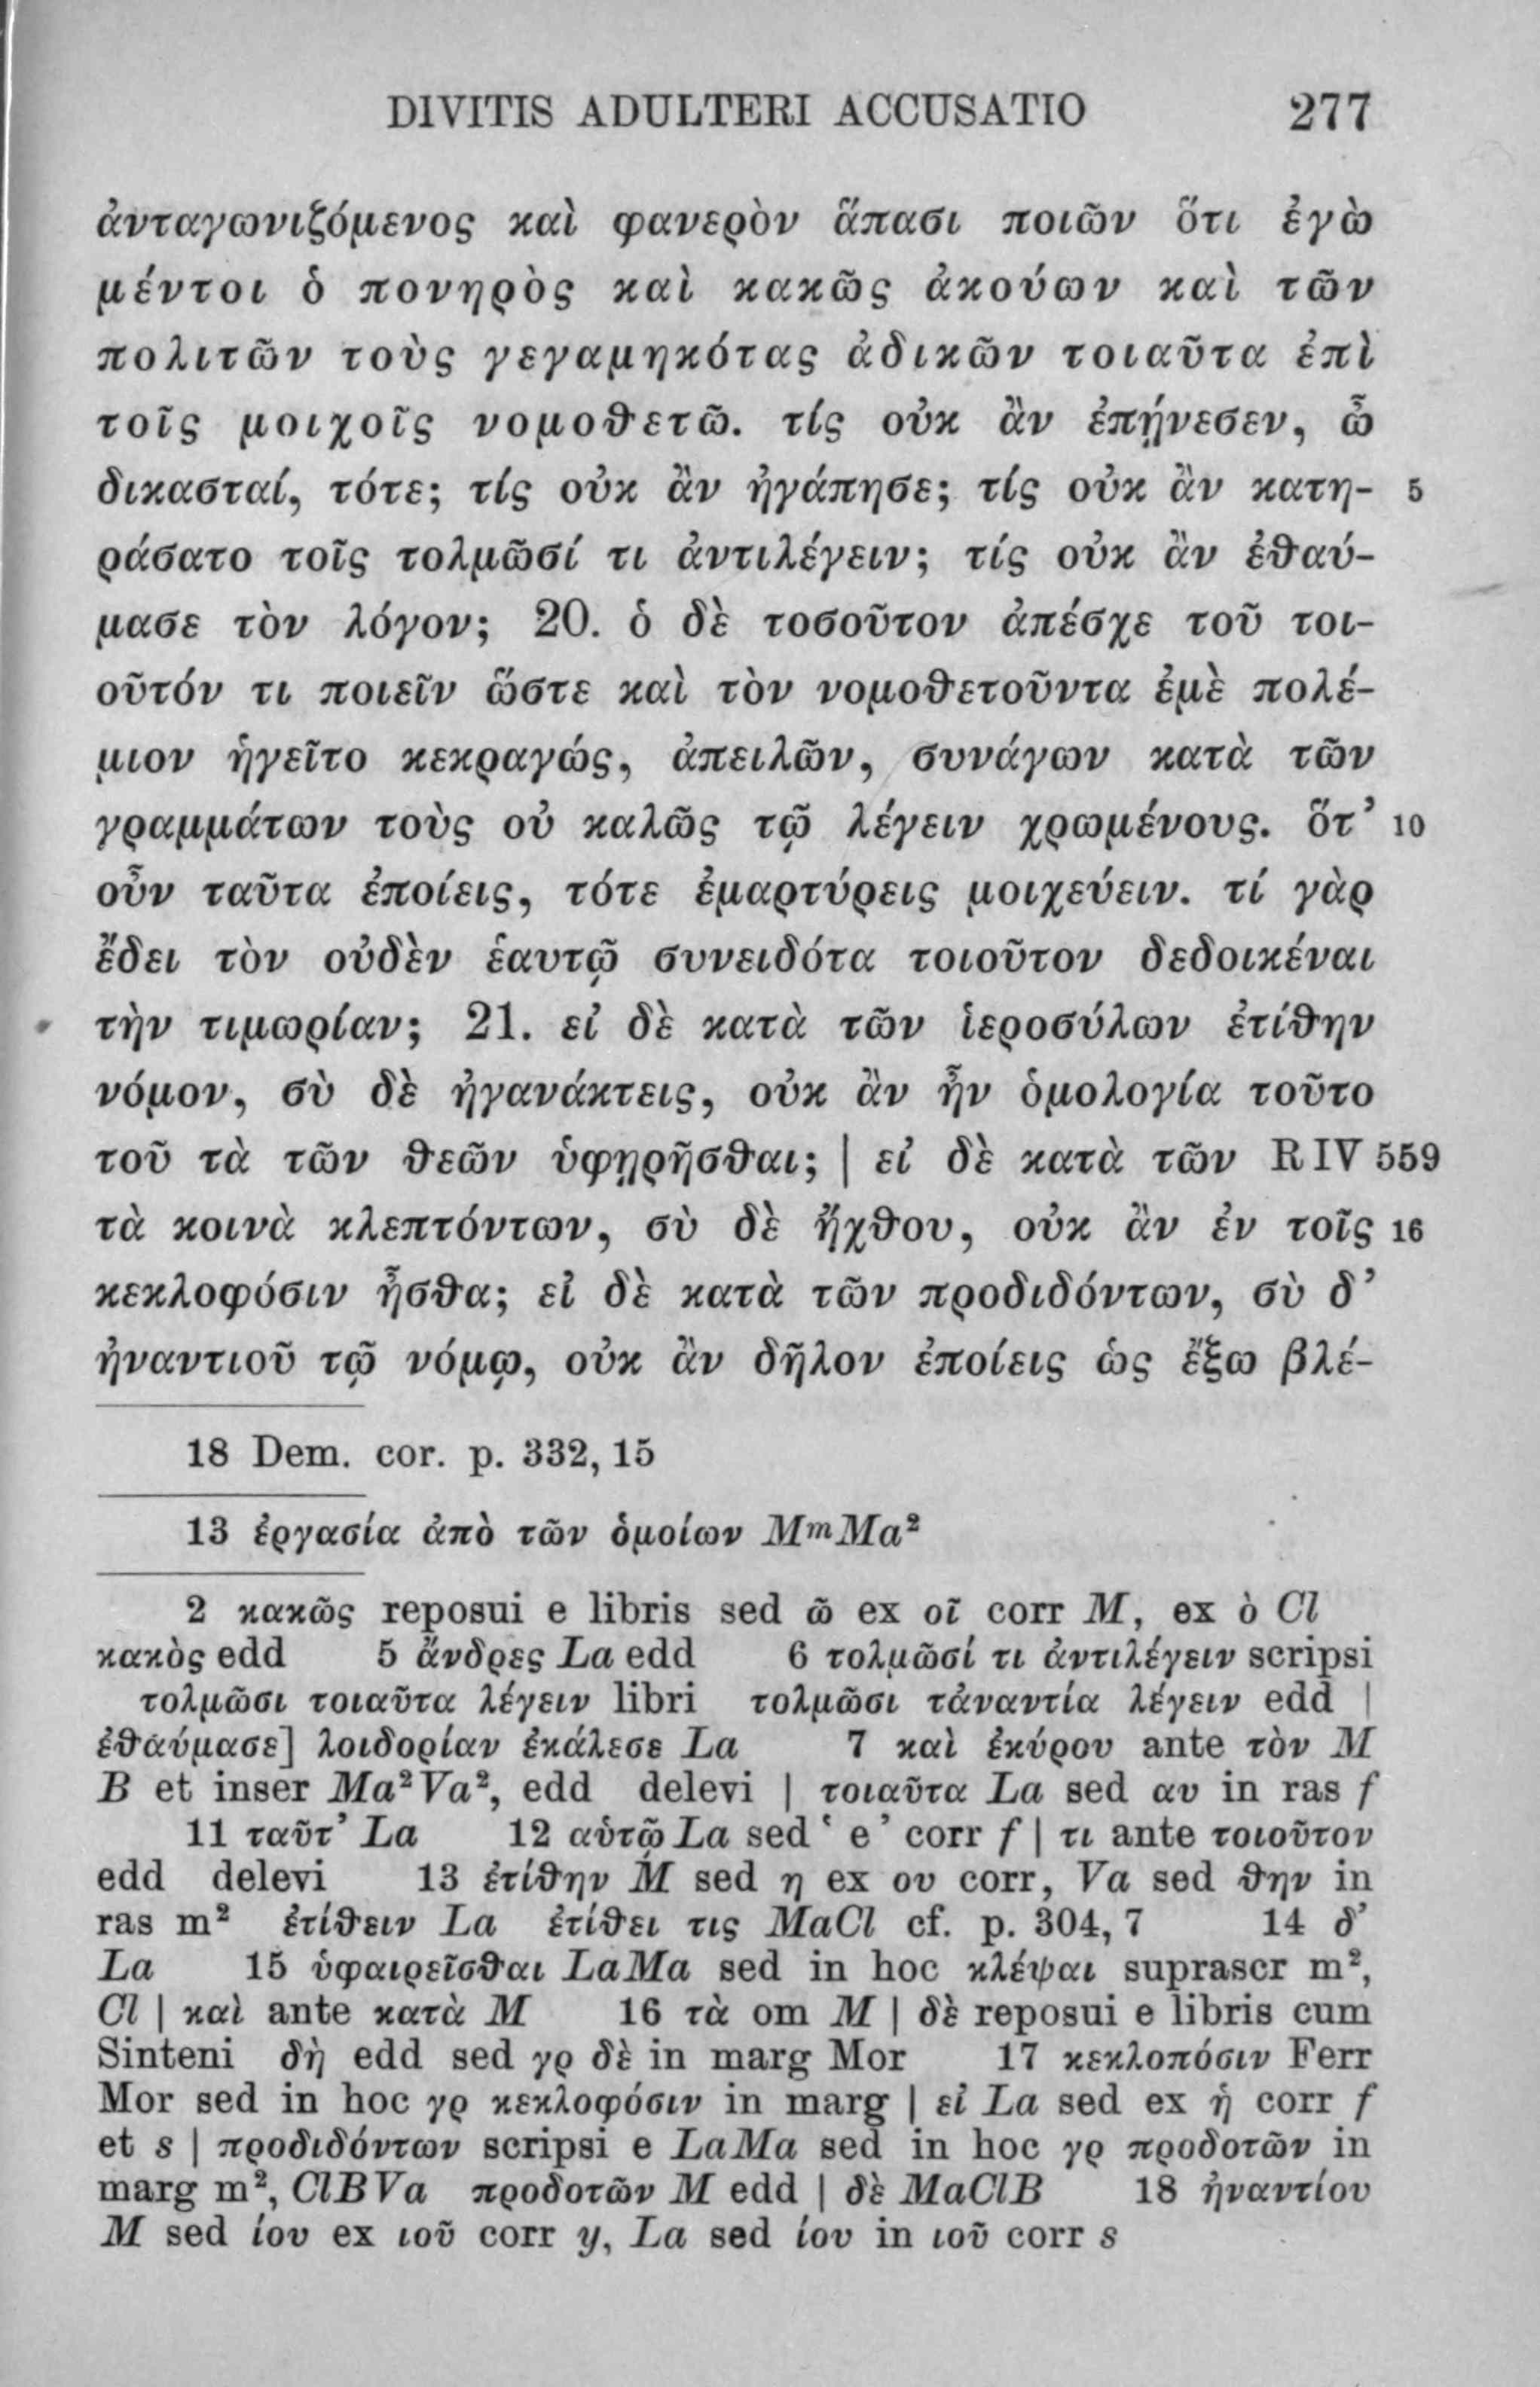 DIVITIS ADULTERI ACCUSATIO 277
ἀνταγωνιζόμενος καὶ φανερὸν ἅπασι ποιῶν ὅτι ἐγὼ
μέντοι ὁ πονηρὸς καὶ κακῶς ἀκούων καὶ τῶν
πολιτῶν τοὺς γεγαμηκότας ἀδικῶν τοιαῦτα ἐπὶ
τοῖς μοιχοῖς νομοθετῶ. τίς οὐκ ἂν ἐπῄνεσεν, ὦ
δικασταί, τότε; τίς οὐκ ἂν ἠγάπησε; τίς οὐκ ἂν κατη- 5
ράσατο τοῖς τολμῶσί τι ἀντιλέγειν; τίς οὐκ ἂν ἐθαύ-
μασε τὸν λόγον; 20. ὁ δὲ τοσοῦτον ἀπέσχε τοῦ τοι-
οῦτόν τι ποιεῖν ὥστε καὶ τὸν νομοθετοῦντα ἐμὲ πολέ-
μιον ἡγεῖτο κεκραγώς, ἀπειλῶν, συνάγων κατὰ τῶν
γραμμάτων τοὺς οὐ καλῶς τῷ λέγειν χρωμένους. ὅτ’ 10
οὖν ταῦτα ἐποίεις, τότε ἐμαρτύρεις μοιχεύειν. τί γὰρ
ἔδει τὸν οὐδὲν ἑαυτῷ συνειδότα τοιοῦτον δεδοικέναι
τὴν τιμωρίαν; 21. εἰ δὲ κατὰ τῶν ἱεροσύλων ἐτίθην
νόμον, σὺ δὲ ἠγανάκτεις, οὐκ ἂν ἦν ὁμολογία τοῦτο
τοῦ τὰ τῶν θεῶν ὑφῃρῆσθαι; | εἰ δὲ κατὰ τῶν R IV 559
τὰ κοινὰ κλεπτόντων, σὺ δὲ ἤχθου, οὐκ ἂν ἐν τοῖς 16
κεκλοφόσιν ἦσθα; εἰ δὲ κατὰ τῶν προδιδόντων, σὺ δ’
ἠναντιοῦ τῷ νόμῳ, οὐκ ἂν δῆλον ἐποίεις ὡς ἔξω βλέ-
18 Dem. cor. p. 332, 15
13 ἐργασία ἀπὸ τῶν ὁμοίων MᵐMa²
2 κακῶς reposui e libris sed ῶ ex οῖ corr M, ex ὸ Cl
κακὸς edd 5 ἄνδρες La edd 6 τολμῶσί τι ἀντιλέγειν scripsi
τολμῶσι τοιαῦτα λέγειν libri τολμῶσι τἀναντία λέγειν edd |
ἐθαύμασε] λοιδορίαν ἐκάλεσε La 7 καὶ ἐκύρου ante τὸν M
B et inser Ma²Va², edd delevi | τοιαῦτα La sed αυ in ras f
11 ταῦτ’ La 12 αὑτῷ La sed ‛ e ’ corr f | τι ante τοιοῦτον
edd delevi 13 ἐτίθην M sed η ex ου corr, Va sed θην in
ras m² ἐτίθειν La ἐτίθει τις MaCl cf. p. 304, 7 14 δ’
La 15 ὑφαιρεῖσθαι LaMa sed in hoc κλέψαι suprascr m²,
Cl | καὶ ante κατὰ M 16 τὰ om M | δὲ reposui e libris cum
Sinteni δὴ edd sed γρ δὲ in marg Mor 17 κεκλοπόσιν Ferr
Mor sed in hoc γρ κεκλοφόσιν in marg | εἰ La sed ex ἡ corr f
et s | προδιδόντων scripsi e LaMa sed in hoc γρ προδοτῶν in
marg m², ClBVa προδοτῶν M edd | δὲ MaClB 18 ἠναντίου
M sed ίου ex ιοῦ corr y, La sed ίου in ιοῦ corr s